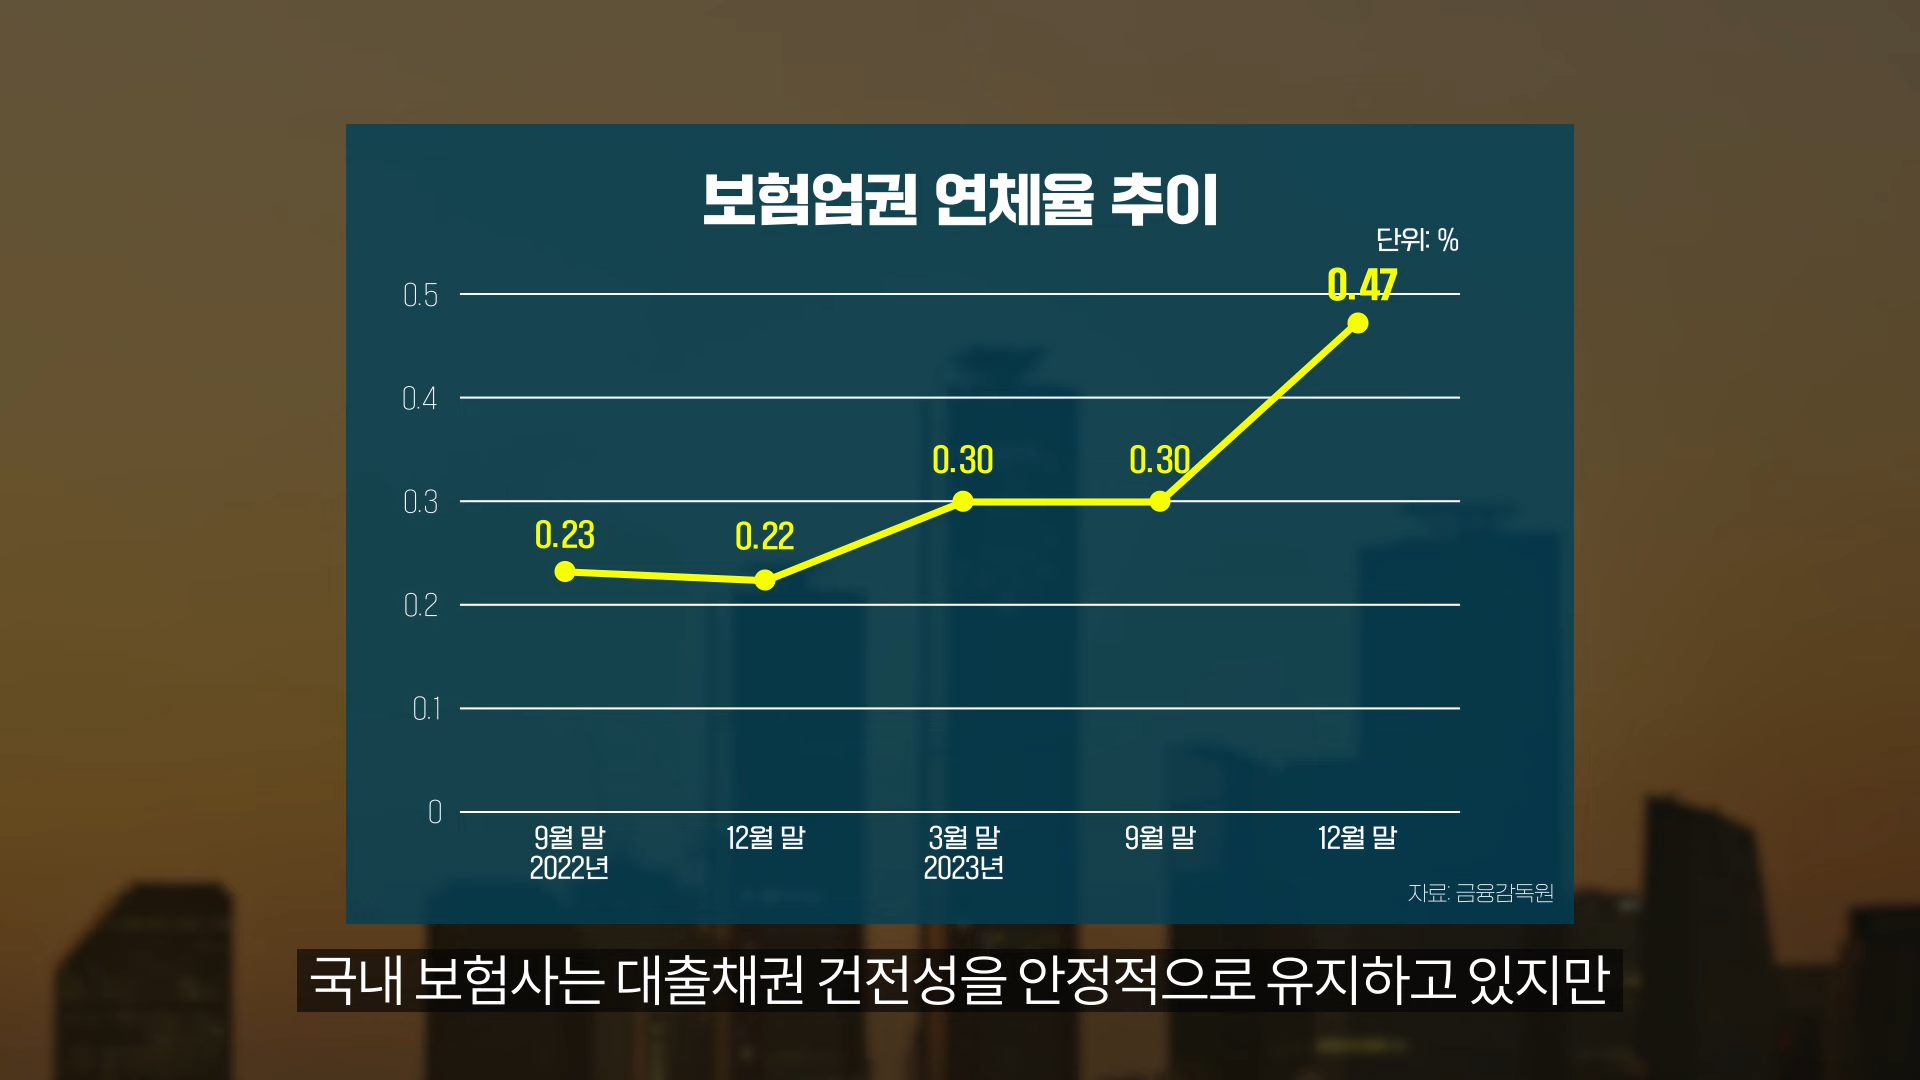 보험업권 연체율 추이
단위: %
0.5
0.4
0.3
0.2
0.1
0
0.23
0.22
0.30
0.30
0.47
9월 말
2022년
12월 말
3월 말
2023년
9월 말
12월 말
자료: 금융감독원
국내 보험사는 대출채권 건전성을 안정적으로 유지하고 있지만